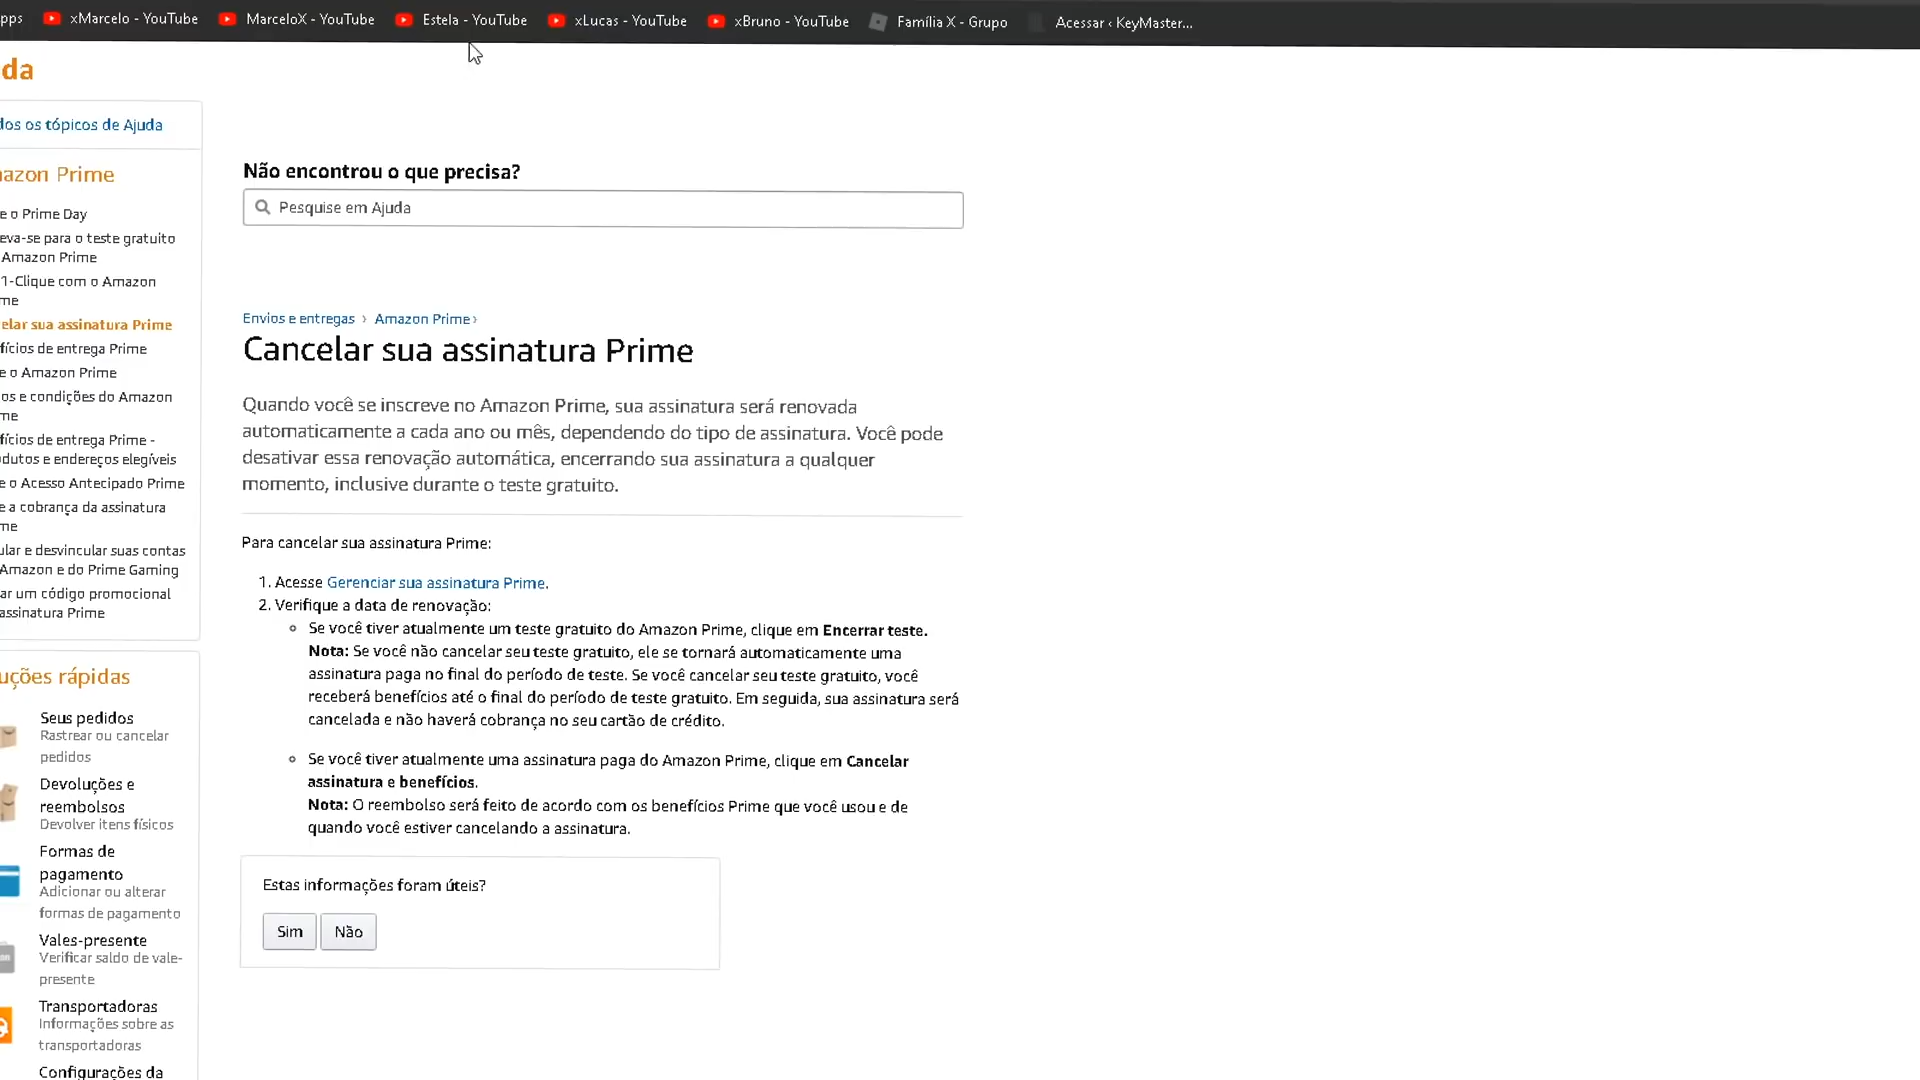 pps xMarcelo - YouTube MarceloX - YouTube Estela - YouTube xLucas - YouTube xBruno - YouTube Família X - Grupo Acessar ‹ KeyMaster...
da
dos os tópicos de Ajuda
azon Prime
e o Prime Day
eva-se para o teste gratuito
Amazon Prime
1-Clique com o Amazon
me
elar sua assinatura Prime
fícios de entrega Prime
e o Amazon Prime
os e condições do Amazon
me
fícios de entrega Prime -
dutos e endereços elegíveis
e o Acesso Antecipado Prime
e a cobrança da assinatura
me
ular e desvincular suas contas
Amazon e do Prime Gaming
ar um código promocional
assinatura Prime
uções rápidas
Seus pedidos
Rastrear ou cancelar
pedidos
Devoluções e
reembolsos
Devolver itens físicos
Formas de
pagamento
Adicionar ou alterar
formas de pagamento
Vales-presente
Verificar saldo de vale-
presente
Transportadoras
Informações sobre as
transportadoras
Configurações da
Não encontrou o que precisa?
Pesquise em Ajuda
Envios e entregas › Amazon Prime ›
Cancelar sua assinatura Prime
Quando você se inscreve no Amazon Prime, sua assinatura será renovada
automaticamente a cada ano ou mês, dependendo do tipo de assinatura. Você pode
desativar essa renovação automática, encerrando sua assinatura a qualquer
momento, inclusive durante o teste gratuito.
Para cancelar sua assinatura Prime:
1. Acesse Gerenciar sua assinatura Prime.
2. Verifique a data de renovação:
Se você tiver atualmente um teste gratuito do Amazon Prime, clique em Encerrar teste.
Nota: Se você não cancelar seu teste gratuito, ele se tornará automaticamente uma
assinatura paga no final do período de teste. Se você cancelar seu teste gratuito, você
receberá benefícios até o final do período de teste gratuito. Em seguida, sua assinatura será
cancelada e não haverá cobrança no seu cartão de crédito.
Se você tiver atualmente uma assinatura paga do Amazon Prime, clique em Cancelar
assinatura e benefícios.
Nota: O reembolso será feito de acordo com os benefícios Prime que você usou e de
quando você estiver cancelando a assinatura.
Estas informações foram úteis?
Sim Não